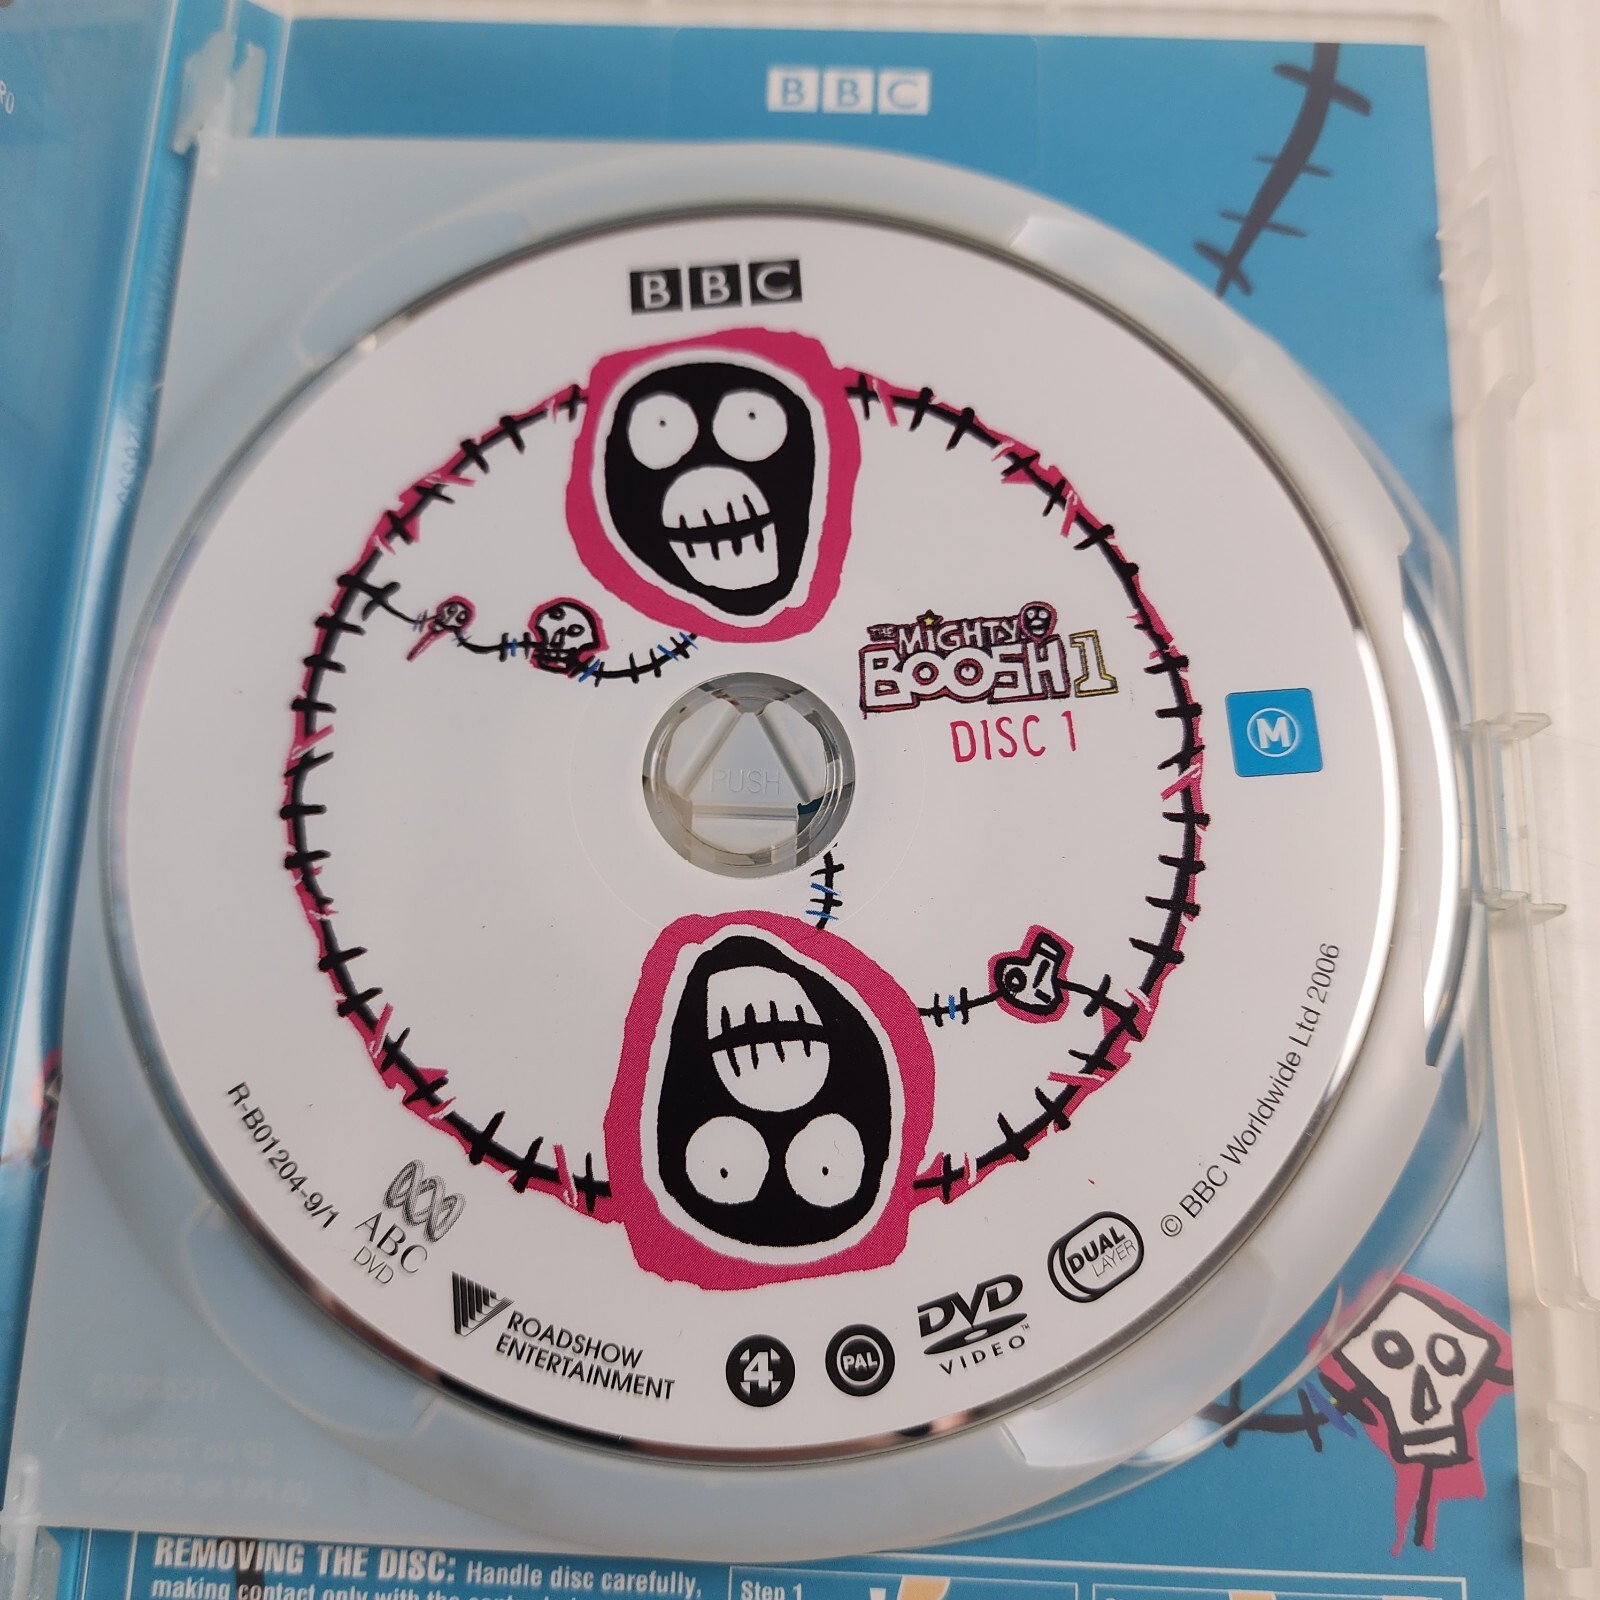 BBC
BBC
THE
MIGHTY
BOOSH 1
DISC 1
M
PUSH
© BBC Worldwide Ltd 2006
R-B01204-9/1
ABC
DVD
ROADSHOW
ENTERTAINMENT
4
PAL
DVD
VIDEO™
DUAL
LAYER
REMOVING THE DISC: Handle disc carefully,
making contact only with the
Step 1